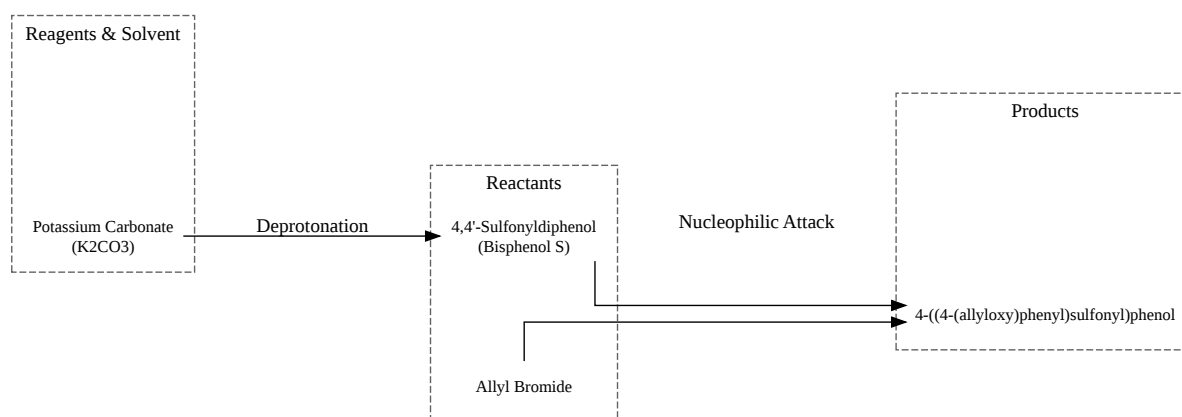 Reagents & Solvent
Potassium Carbonate
(K2CO3)
Deprotonation
Reactants
4,4'-Sulfonyldiphenol
(Bisphenol S)
Allyl Bromide
Nucleophilic Attack
Products
4-((4-(allyloxy)phenyl)sulfonyl)phenol